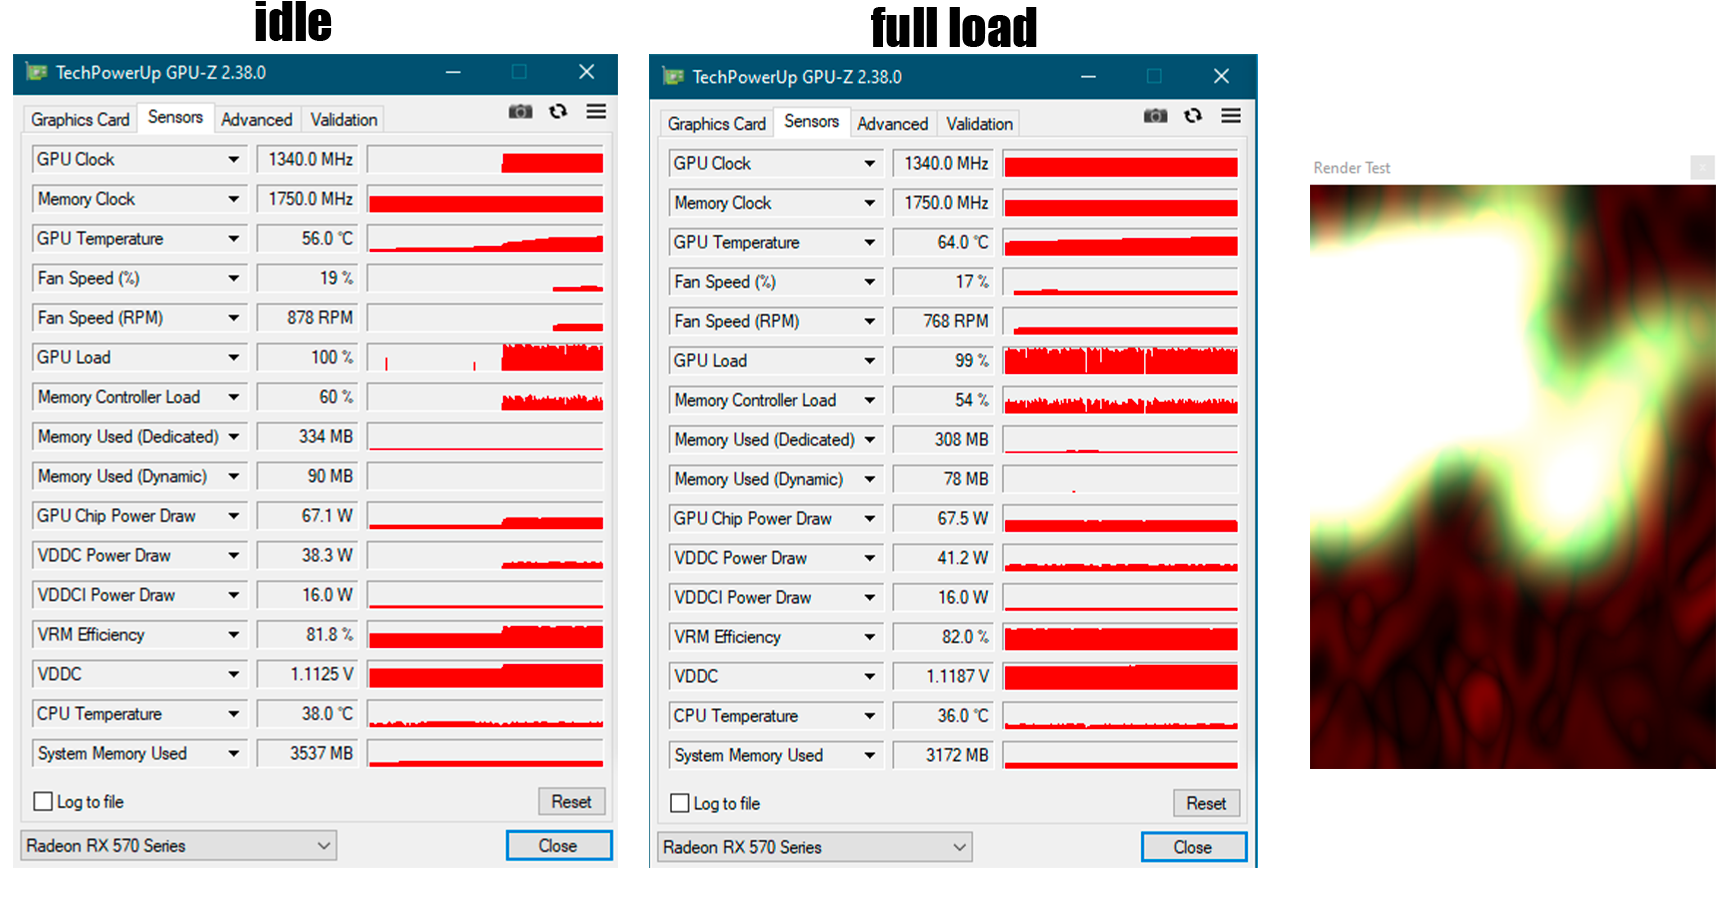 idle
TechPowerUp GPU-Z 2.38.0
Graphics Card Sensors Advanced Validation
GPU Clock 1340.0 MHz
Memory Clock 1750.0 MHz
GPU Temperature 56.0 °C
Fan Speed (%) 19 %
Fan Speed (RPM) 878 RPM
GPU Load 100 %
Memory Controller Load 60 %
Memory Used (Dedicated) 334 MB
Memory Used (Dynamic) 90 MB
GPU Chip Power Draw 67.1 W
VDDC Power Draw 38.3 W
VDDCI Power Draw 16.0 W
VRM Efficiency 81.8 %
VDDC 1.1125 V
CPU Temperature 38.0 °C
System Memory Used 3537 MB
Log to file Reset
Radeon RX 570 Series Close
full load
TechPowerUp GPU-Z 2.38.0
Graphics Card Sensors Advanced Validation
GPU Clock 1340.0 MHz
Memory Clock 1750.0 MHz
GPU Temperature 64.0 °C
Fan Speed (%) 17 %
Fan Speed (RPM) 768 RPM
GPU Load 99 %
Memory Controller Load 54 %
Memory Used (Dedicated) 308 MB
Memory Used (Dynamic) 78 MB
GPU Chip Power Draw 67.5 W
VDDC Power Draw 41.2 W
VDDCI Power Draw 16.0 W
VRM Efficiency 82.0 %
VDDC 1.1187 V
CPU Temperature 36.0 °C
System Memory Used 3172 MB
Log to file Reset
Radeon RX 570 Series Close
Render Test